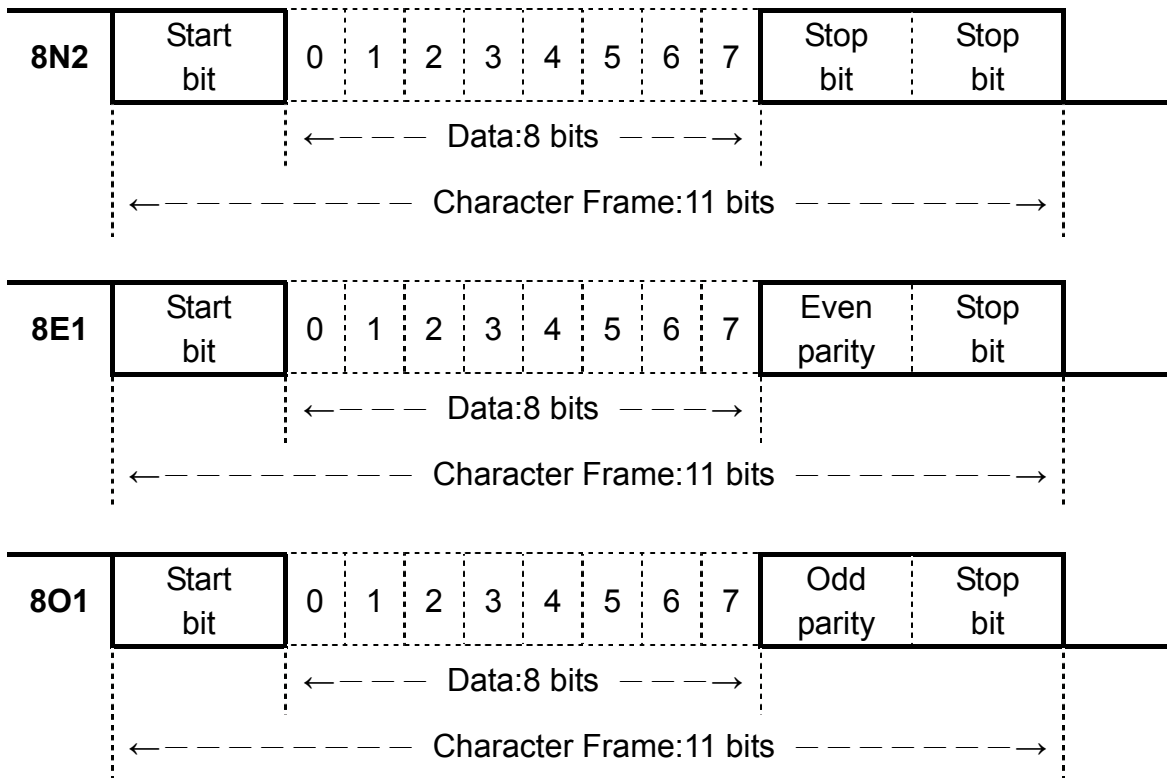 8N2 Start bit 0 1 2 3 4 5 6 7 Stop bit Stop bit
←––– Data:8 bits –––→
←–––––––– Character Frame:11 bits –––––––→
8E1 Start bit 0 1 2 3 4 5 6 7 Even parity Stop bit
←––– Data:8 bits –––→
←–––––––– Character Frame:11 bits –––––––→
8O1 Start bit 0 1 2 3 4 5 6 7 Odd parity Stop bit
←––– Data:8 bits –––→
←–––––––– Character Frame:11 bits –––––––→